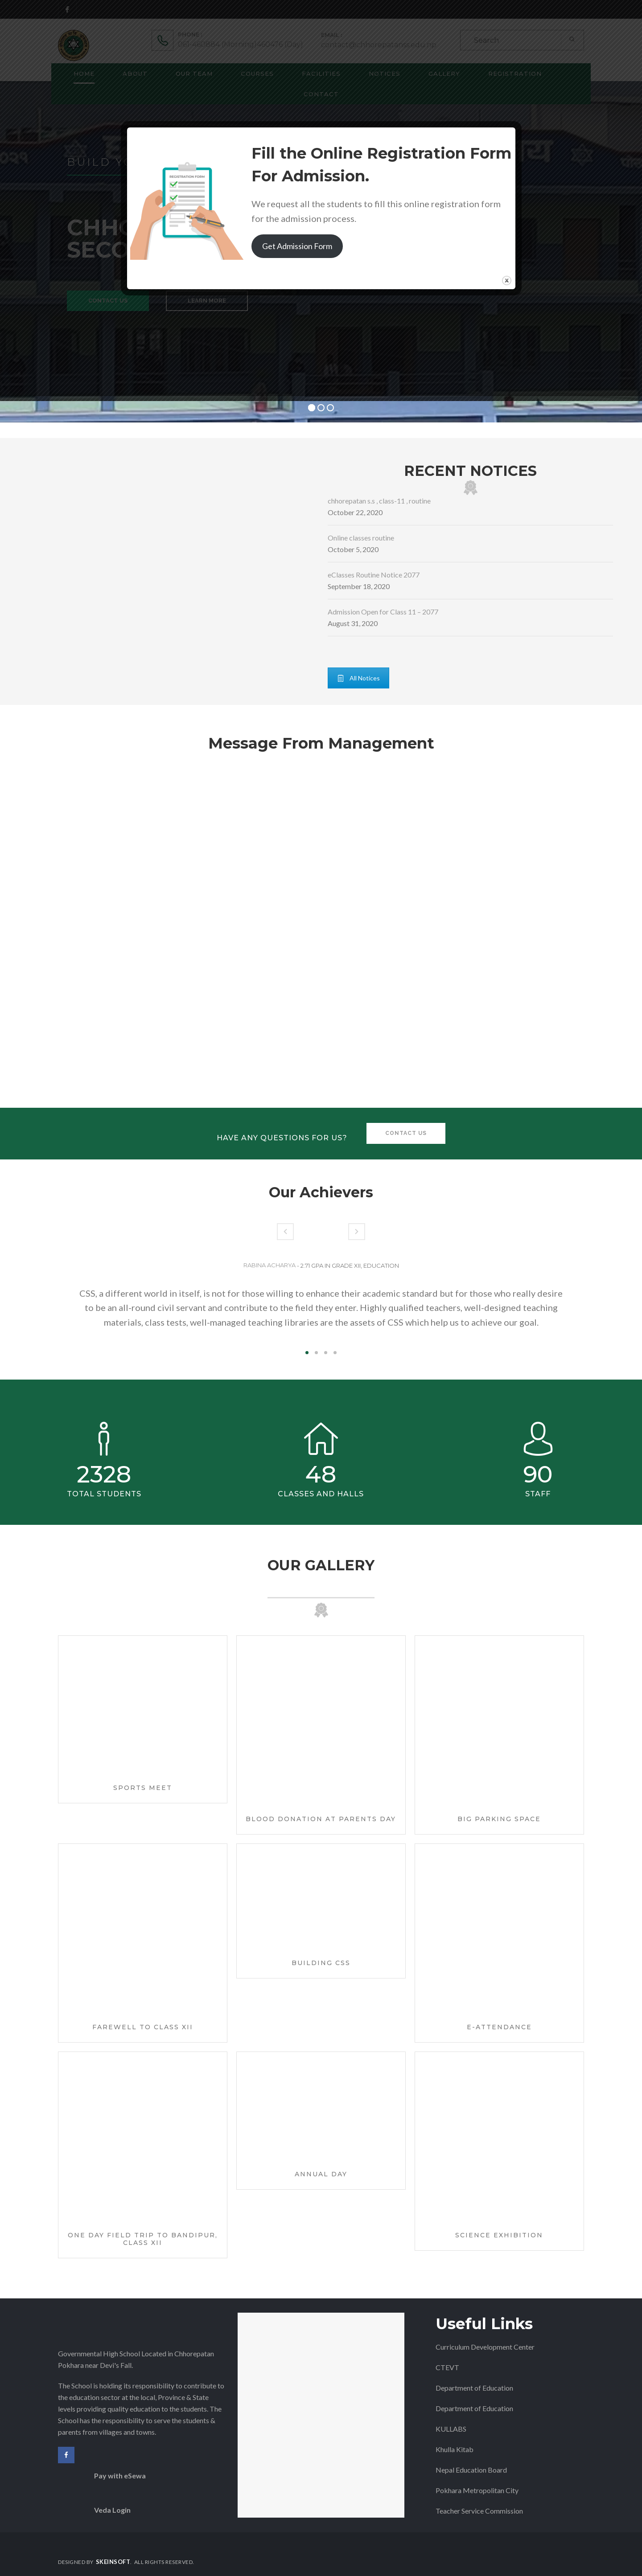 HOME
ABOUT
OUR TEAM
COURSES
FACILITIES
NOTICES
GALLERY
REGISTRATION
CONTACT
Search
BUILD
CHH
SECO
CONTACT US
LEARN MORE
REGISTRATION FORM
Fill the Online Registration Form
For Admission.
We request all the students to fill this online registration form
for the admission process.
Get Admission Form
X
RECENT NOTICES
chhorepatan s.s , class-11 , routine
October 22, 2020
Online classes routine
October 5, 2020
eClasses Routine Notice 2077
September 18, 2020
Admission Open for Class 11 – 2077
August 31, 2020
All Notices
Message From Management
HAVE ANY QUESTIONS FOR US?
CONTACT US
Our Achievers
RABINA ACHARYA - 2.71 GPA IN GRADE XII, EDUCATION
CSS, a different world in itself, is not for those willing to enhance their academic standard but for those who really desire
to be an all-round civil servant and contribute to the field they enter. Highly qualified teachers, well-designed teaching
materials, class tests, well-managed teaching libraries are the assets of CSS which help us to achieve our goal.
2328
TOTAL STUDENTS
48
CLASSES AND HALLS
90
STAFF
OUR GALLERY
SPORTS MEET
BLOOD DONATION AT PARENTS DAY
BIG PARKING SPACE
FAREWELL TO CLASS XII
BUILDING CSS
E-ATTENDANCE
ONE DAY FIELD TRIP TO BANDIPUR,
CLASS XII
ANNUAL DAY
SCIENCE EXHIBITION
Governmental High School Located in Chhorepatan
Pokhara near Devi's Fall.
The School is holding its responsibility to contribute to
the education sector at the local, Province & State
levels providing quality education to the students. The
School has the responsibility to serve the students &
parents from villages and towns.
Pay with eSewa
Veda Login
Useful Links
Curriculum Development Center
CTEVT
Department of Education
Department of Education
KULLABS
Khulla Kitab
Nepal Education Board
Pokhara Metropolitan City
Teacher Service Commission
DESIGNED BY SKEINSOFT. ALL RIGHTS RESERVED.